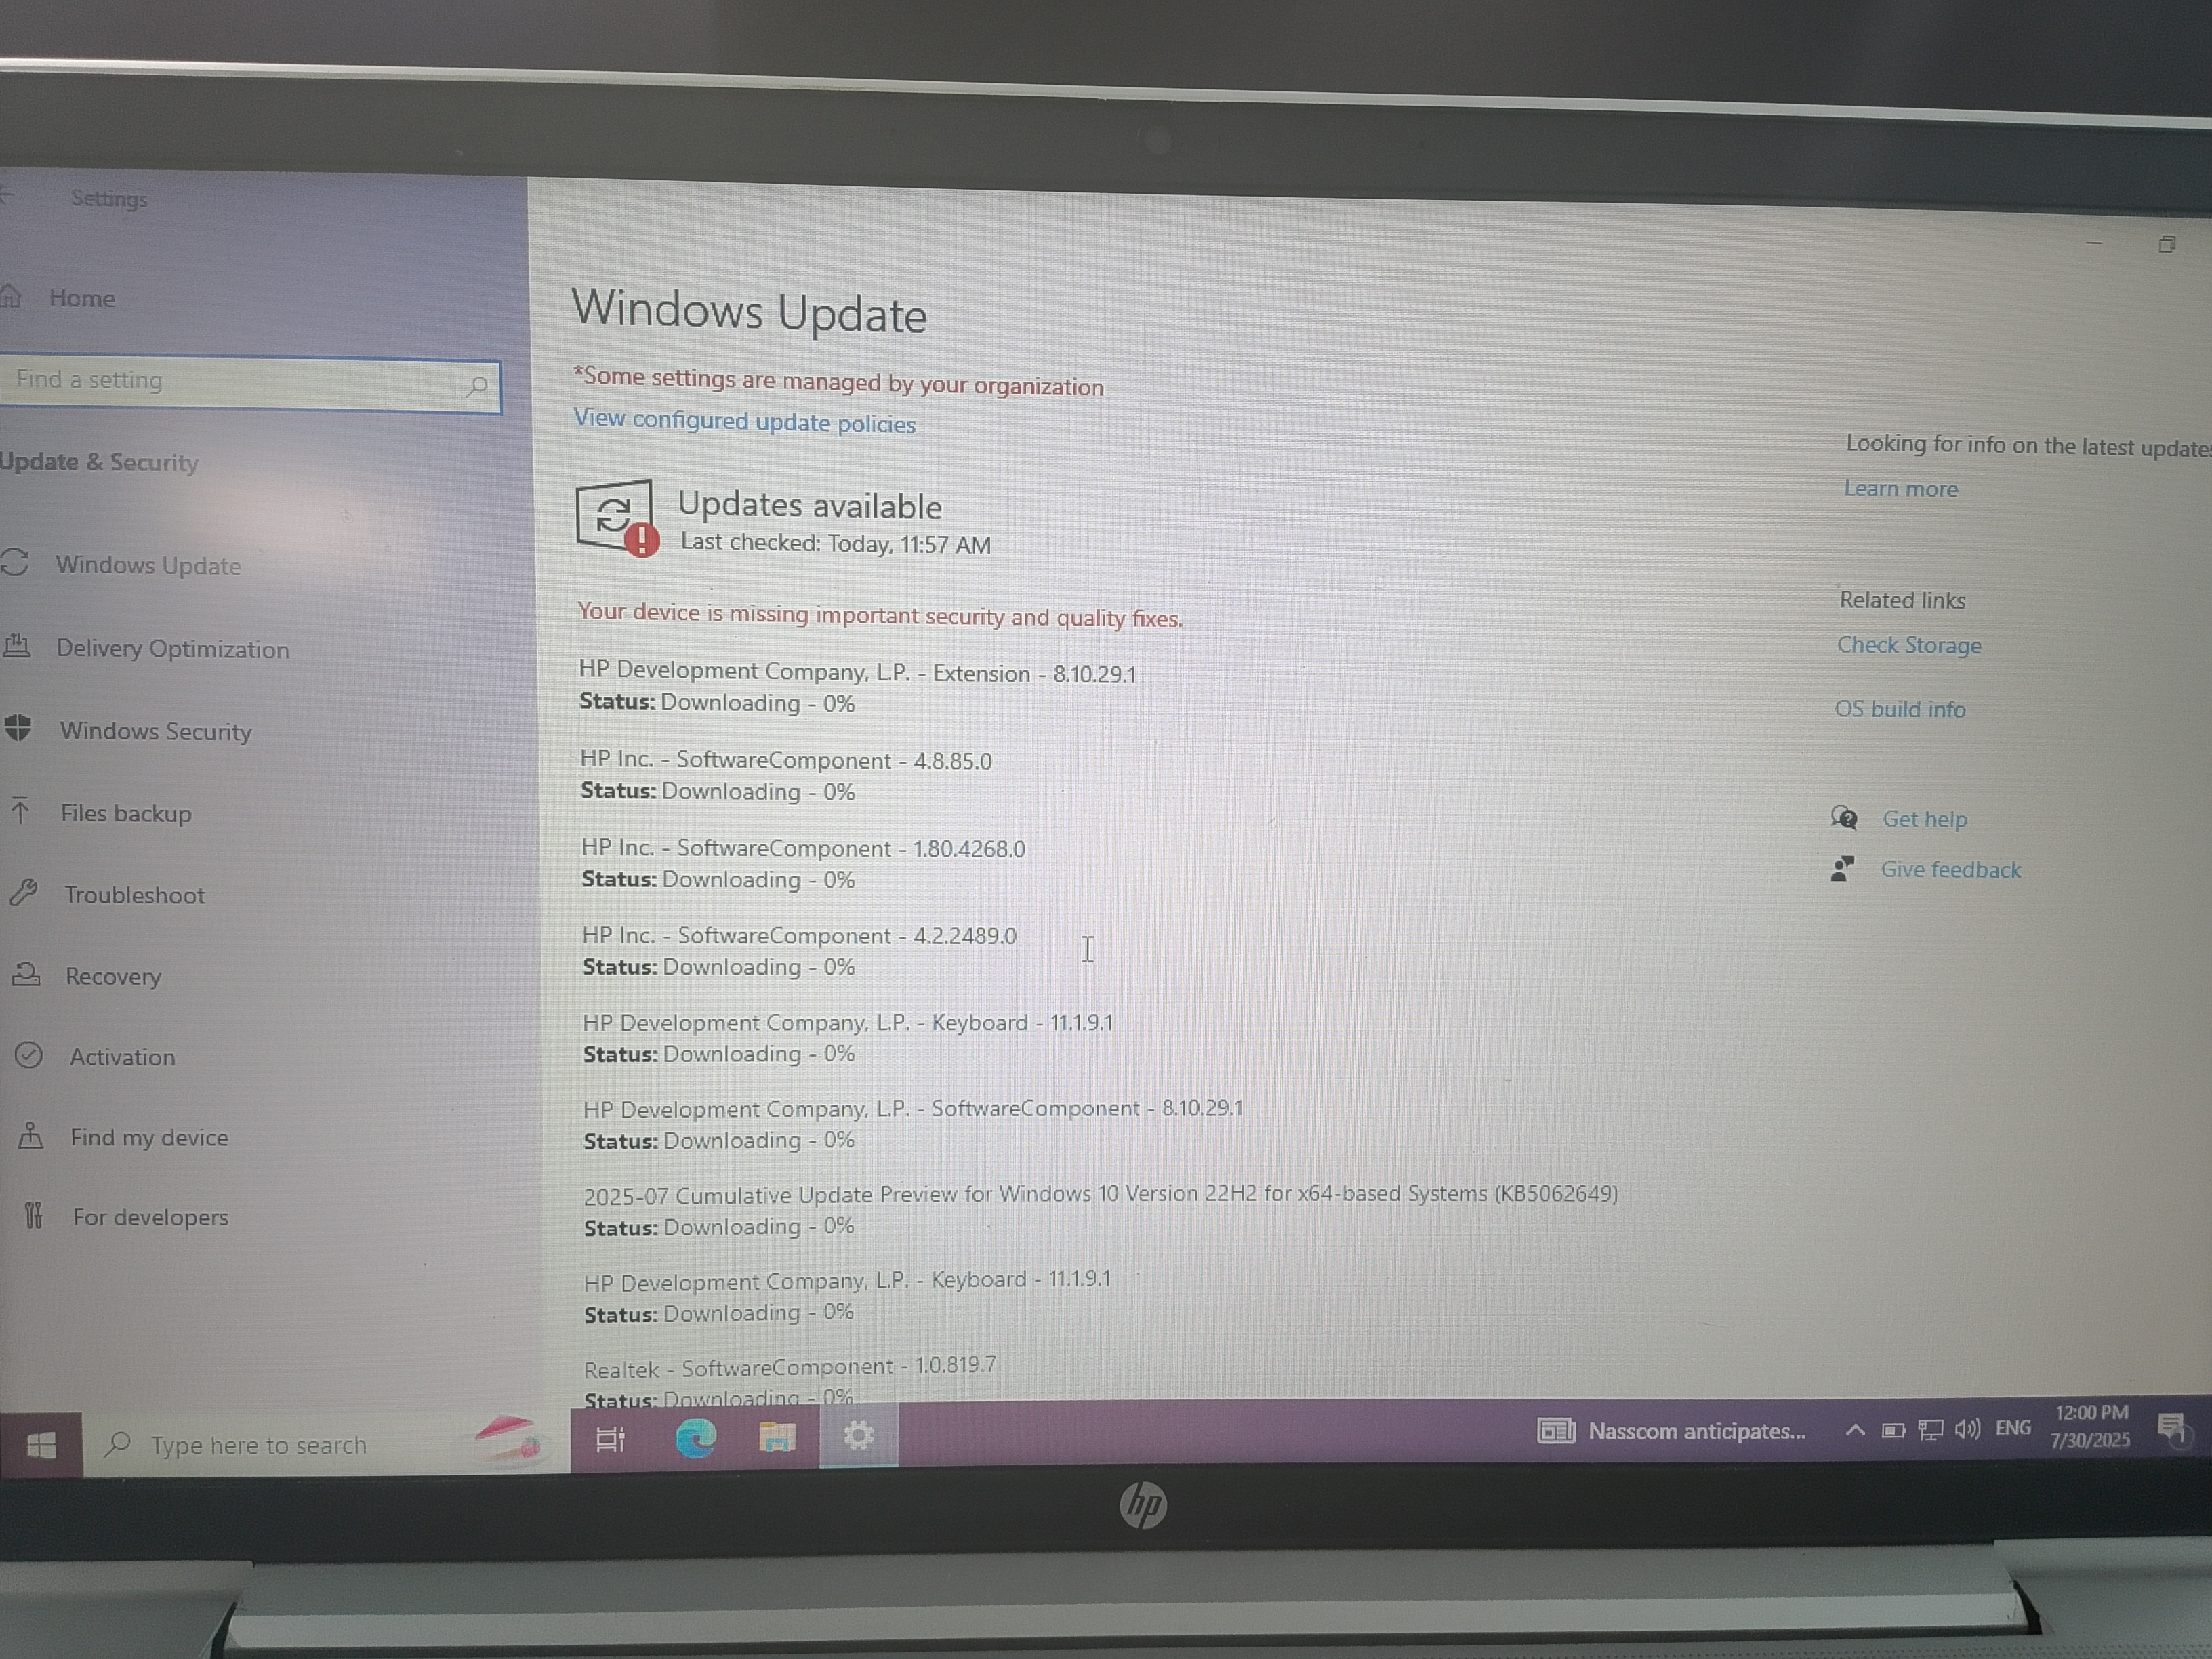 Settings
Home
Find a setting
Update & Security
Windows Update
Delivery Optimization
Windows Security
Files backup
Troubleshoot
Recovery
Activation
Find my device
For developers
Windows Update
*Some settings are managed by your organization
View configured update policies
Updates available
Last checked: Today, 11:57 AM
Your device is missing important security and quality fixes.
HP Development Company, L.P. - Extension - 8.10.29.1
Status: Downloading - 0%
HP Inc. - SoftwareComponent - 4.8.85.0
Status: Downloading - 0%
HP Inc. - SoftwareComponent - 1.80.4268.0
Status: Downloading - 0%
HP Inc. - SoftwareComponent - 4.2.2489.0
Status: Downloading - 0%
HP Development Company, L.P. - Keyboard - 11.1.9.1
Status: Downloading - 0%
HP Development Company, L.P. - SoftwareComponent - 8.10.29.1
Status: Downloading - 0%
2025-07 Cumulative Update Preview for Windows 10 Version 22H2 for x64-based Systems (KB5062649)
Status: Downloading - 0%
HP Development Company, L.P. - Keyboard - 11.1.9.1
Status: Downloading - 0%
Realtek - SoftwareComponent - 1.0.819.7
Status: Downloading - 0%
Looking for info on the latest updates
Learn more
Related links
Check Storage
OS build info
Get help
Give feedback
Type here to search
Nasscom anticipates...
ENG
12:00 PM
7/30/2025
1
hp